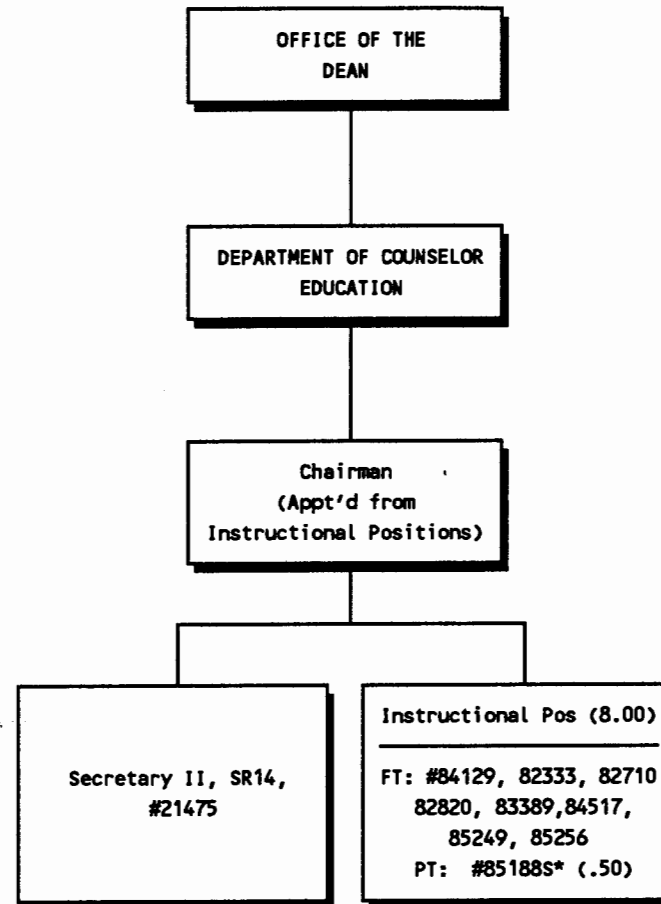 OFFICE OF THE
DEAN
DEPARTMENT OF COUNSELOR
EDUCATION
Chairman
(Appt'd from
Instructional Positions)
Secretary II, SR14,
#21475
Instructional Pos (8.00)
FT: #84129, 82333, 82710
82820, 83389,84517,
85249, 85256
PT: #85188S* (.50)